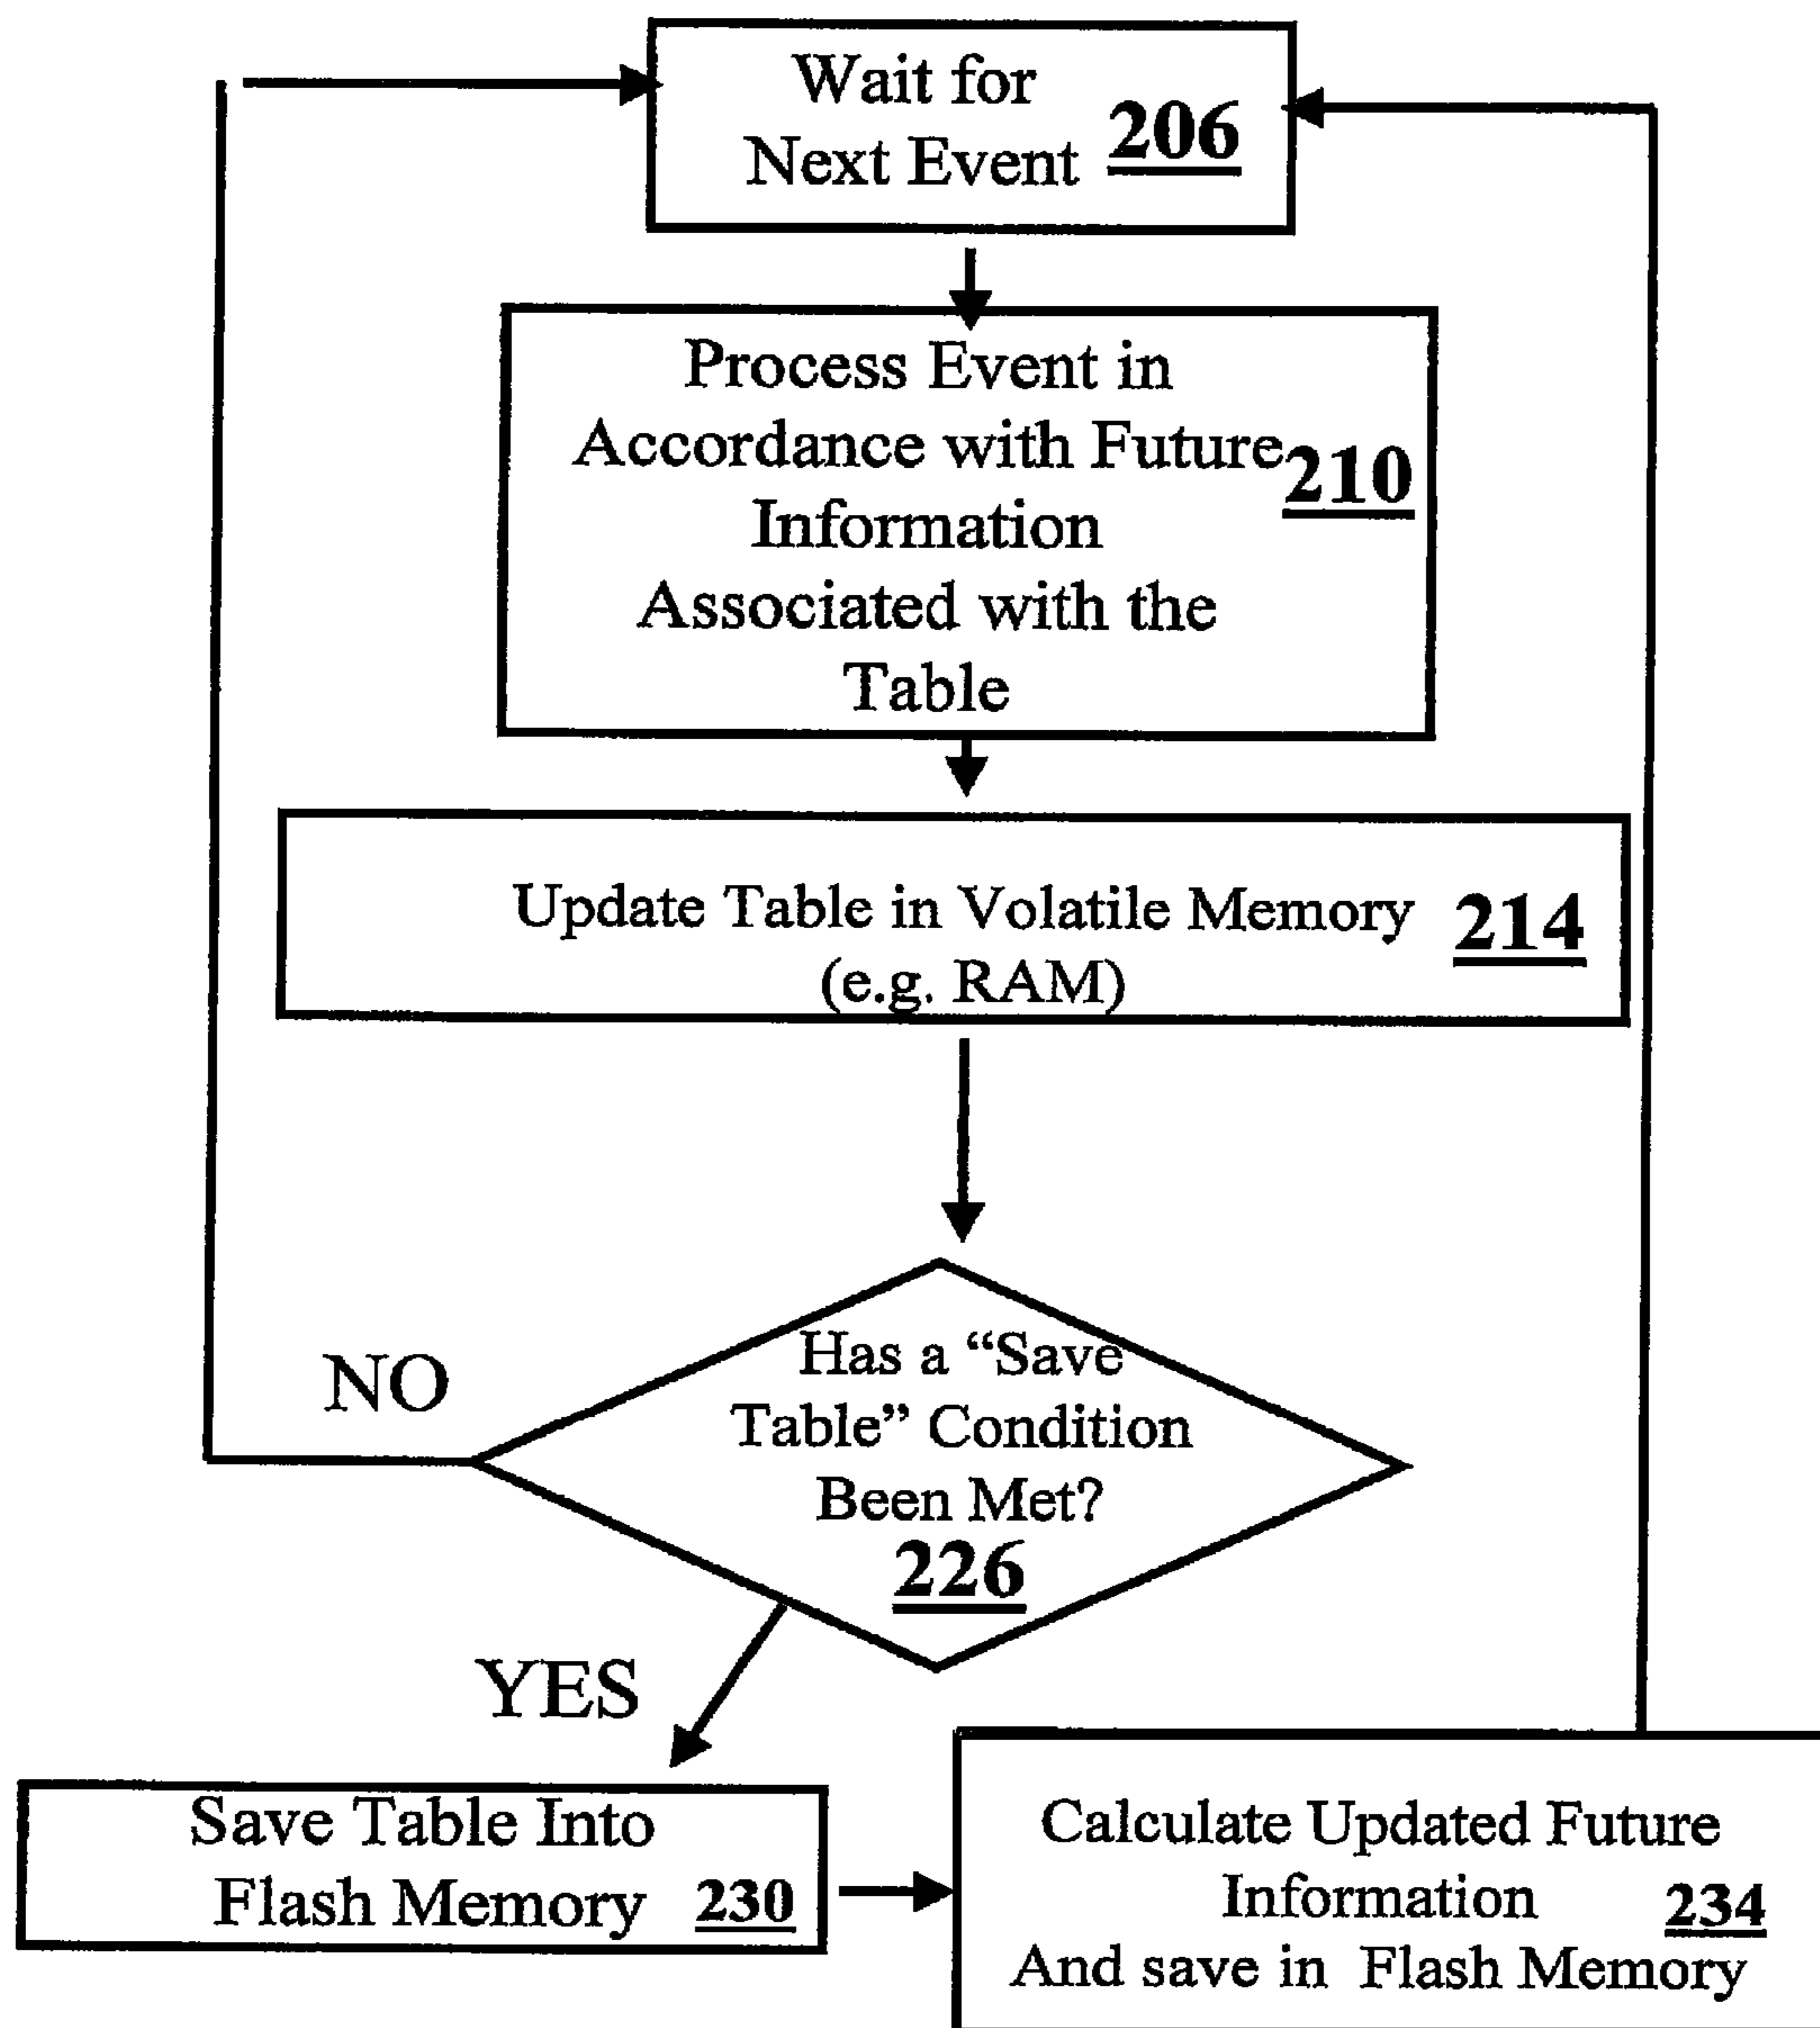 Wait for
Next Event 206
Process Event in
Accordance with Future 210
Information
Associated with the
Table
Update Table in Volatile Memory 214
(e.g. RAM)
Has a “Save
Table” Condition
Been Met?
226
NO
YES
Save Table Into
Flash Memory 230
Calculate Updated Future
Information 234
And save in Flash Memory